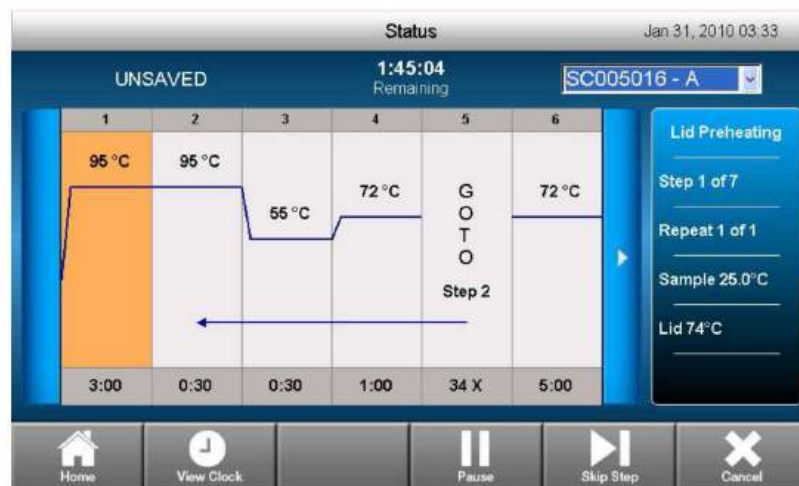 Status
Jan 31, 2010 03:33
UNSAVED
1:45:04
Remaining
SC005016 - A
1 2 3 4 5 6
95 °C 95 °C 55 °C 72 °C 72 °C
G
O
T
O
Step 2
3:00 0:30 0:30 1:00 34 X 5:00
Lid Preheating
Step 1 of 7
Repeat 1 of 1
Sample 25.0°C
Lid 74°C
Home View Clock Pause Skip Step Cancel